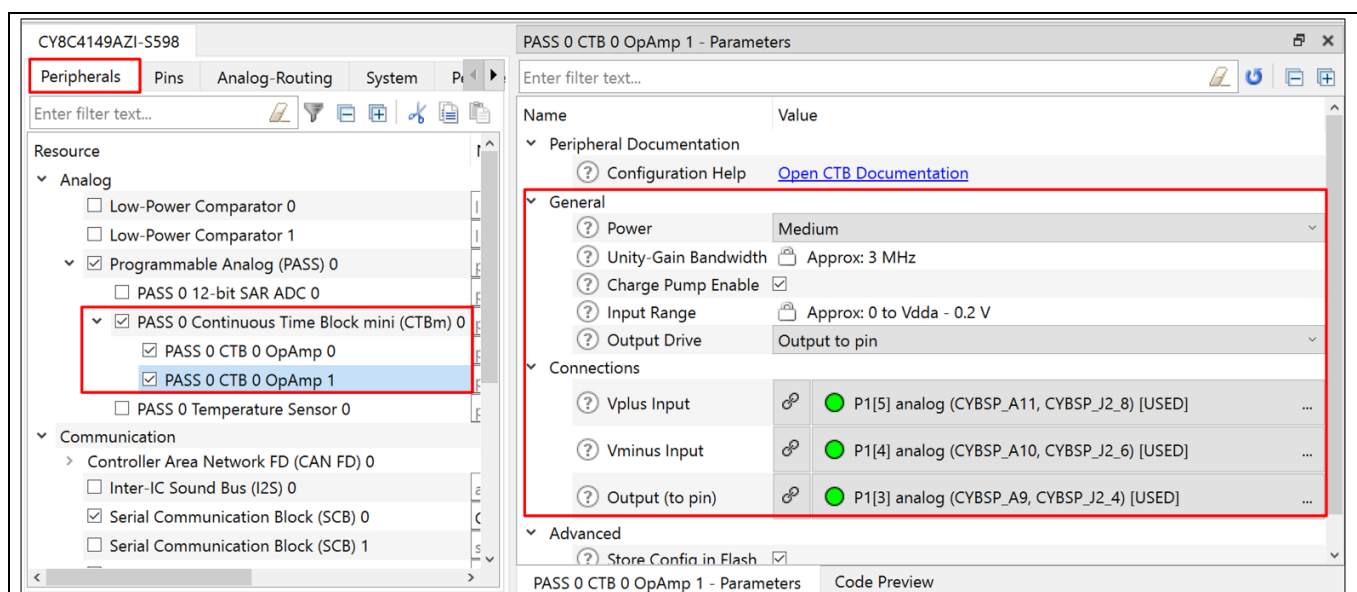 CY8C4149AZI-S598
Peripherals Pins Analog-Routing System
Enter filter text...
Resource
Analog
Low-Power Comparator 0
Low-Power Comparator 1
Programmable Analog (PASS) 0
PASS 0 12-bit SAR ADC 0
PASS 0 Continuous Time Block mini (CTBm) 0
PASS 0 CTB 0 OpAmp 0
PASS 0 CTB 0 OpAmp 1
PASS 0 Temperature Sensor 0
Communication
Controller Area Network FD (CAN FD) 0
Inter-IC Sound Bus (I2S) 0
Serial Communication Block (SCB) 0
Serial Communication Block (SCB) 1
PASS 0 CTB 0 OpAmp 1 - Parameters
Enter filter text...
Name Value
Peripheral Documentation
Configuration Help Open CTB Documentation
General
Power Medium
Unity-Gain Bandwidth Approx: 3 MHz
Charge Pump Enable
Input Range Approx: 0 to Vdda - 0.2 V
Output Drive Output to pin
Connections
Vplus Input P1[5] analog (CYBSP_A11, CYBSP_J2_8) [USED] ...
Vminus Input P1[4] analog (CYBSP_A10, CYBSP_J2_6) [USED] ...
Output (to pin) P1[3] analog (CYBSP_A9, CYBSP_J2_4) [USED] ...
Advanced
Store Config in Flash
PASS 0 CTB 0 OpAmp 1 - Parameters Code Preview